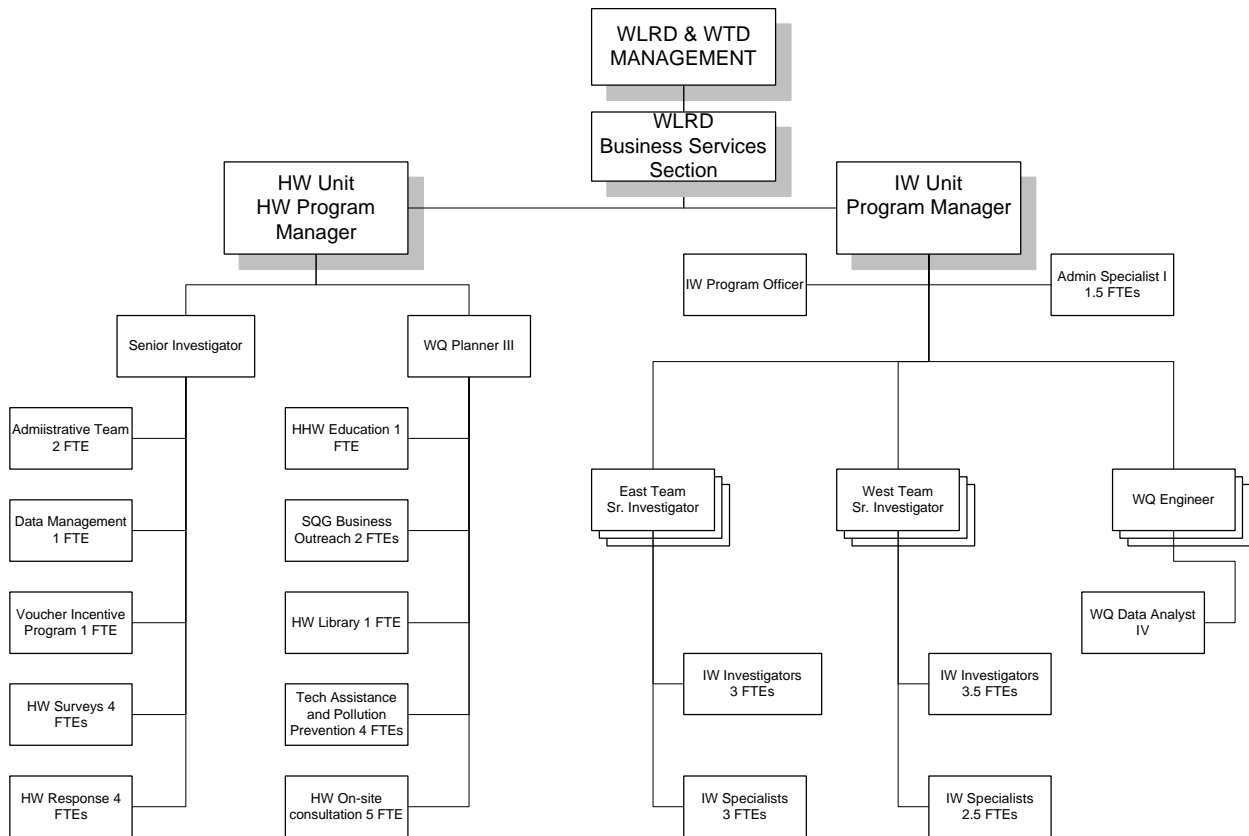 WLRD & WTD
MANAGEMENT
WLRD
Business Services
Section
HW Unit
HW Program
Manager
IW Unit
Program Manager
IW Program Officer
Admin Specialist I
1.5 FTEs
Senior Investigator
WQ Planner III
Admiistrative Team
2 FTE
HHW Education 1
FTE
Data Management
1 FTE
SQG Business
Outreach 2 FTEs
Voucher Incentive
Program 1 FTE
HW Library 1 FTE
HW Surveys 4
FTEs
Tech Assistance
and Pollution
Prevention 4 FTEs
HW Response 4
FTEs
HW On-site
consultation 5 FTE
East Team
Sr. Investigator
West Team
Sr. Investigator
WQ Engineer
WQ Data Analyst
IV
IW Investigators
3 FTEs
IW Investigators
3.5 FTEs
IW Specialists
3 FTEs
IW Specialists
2.5 FTEs